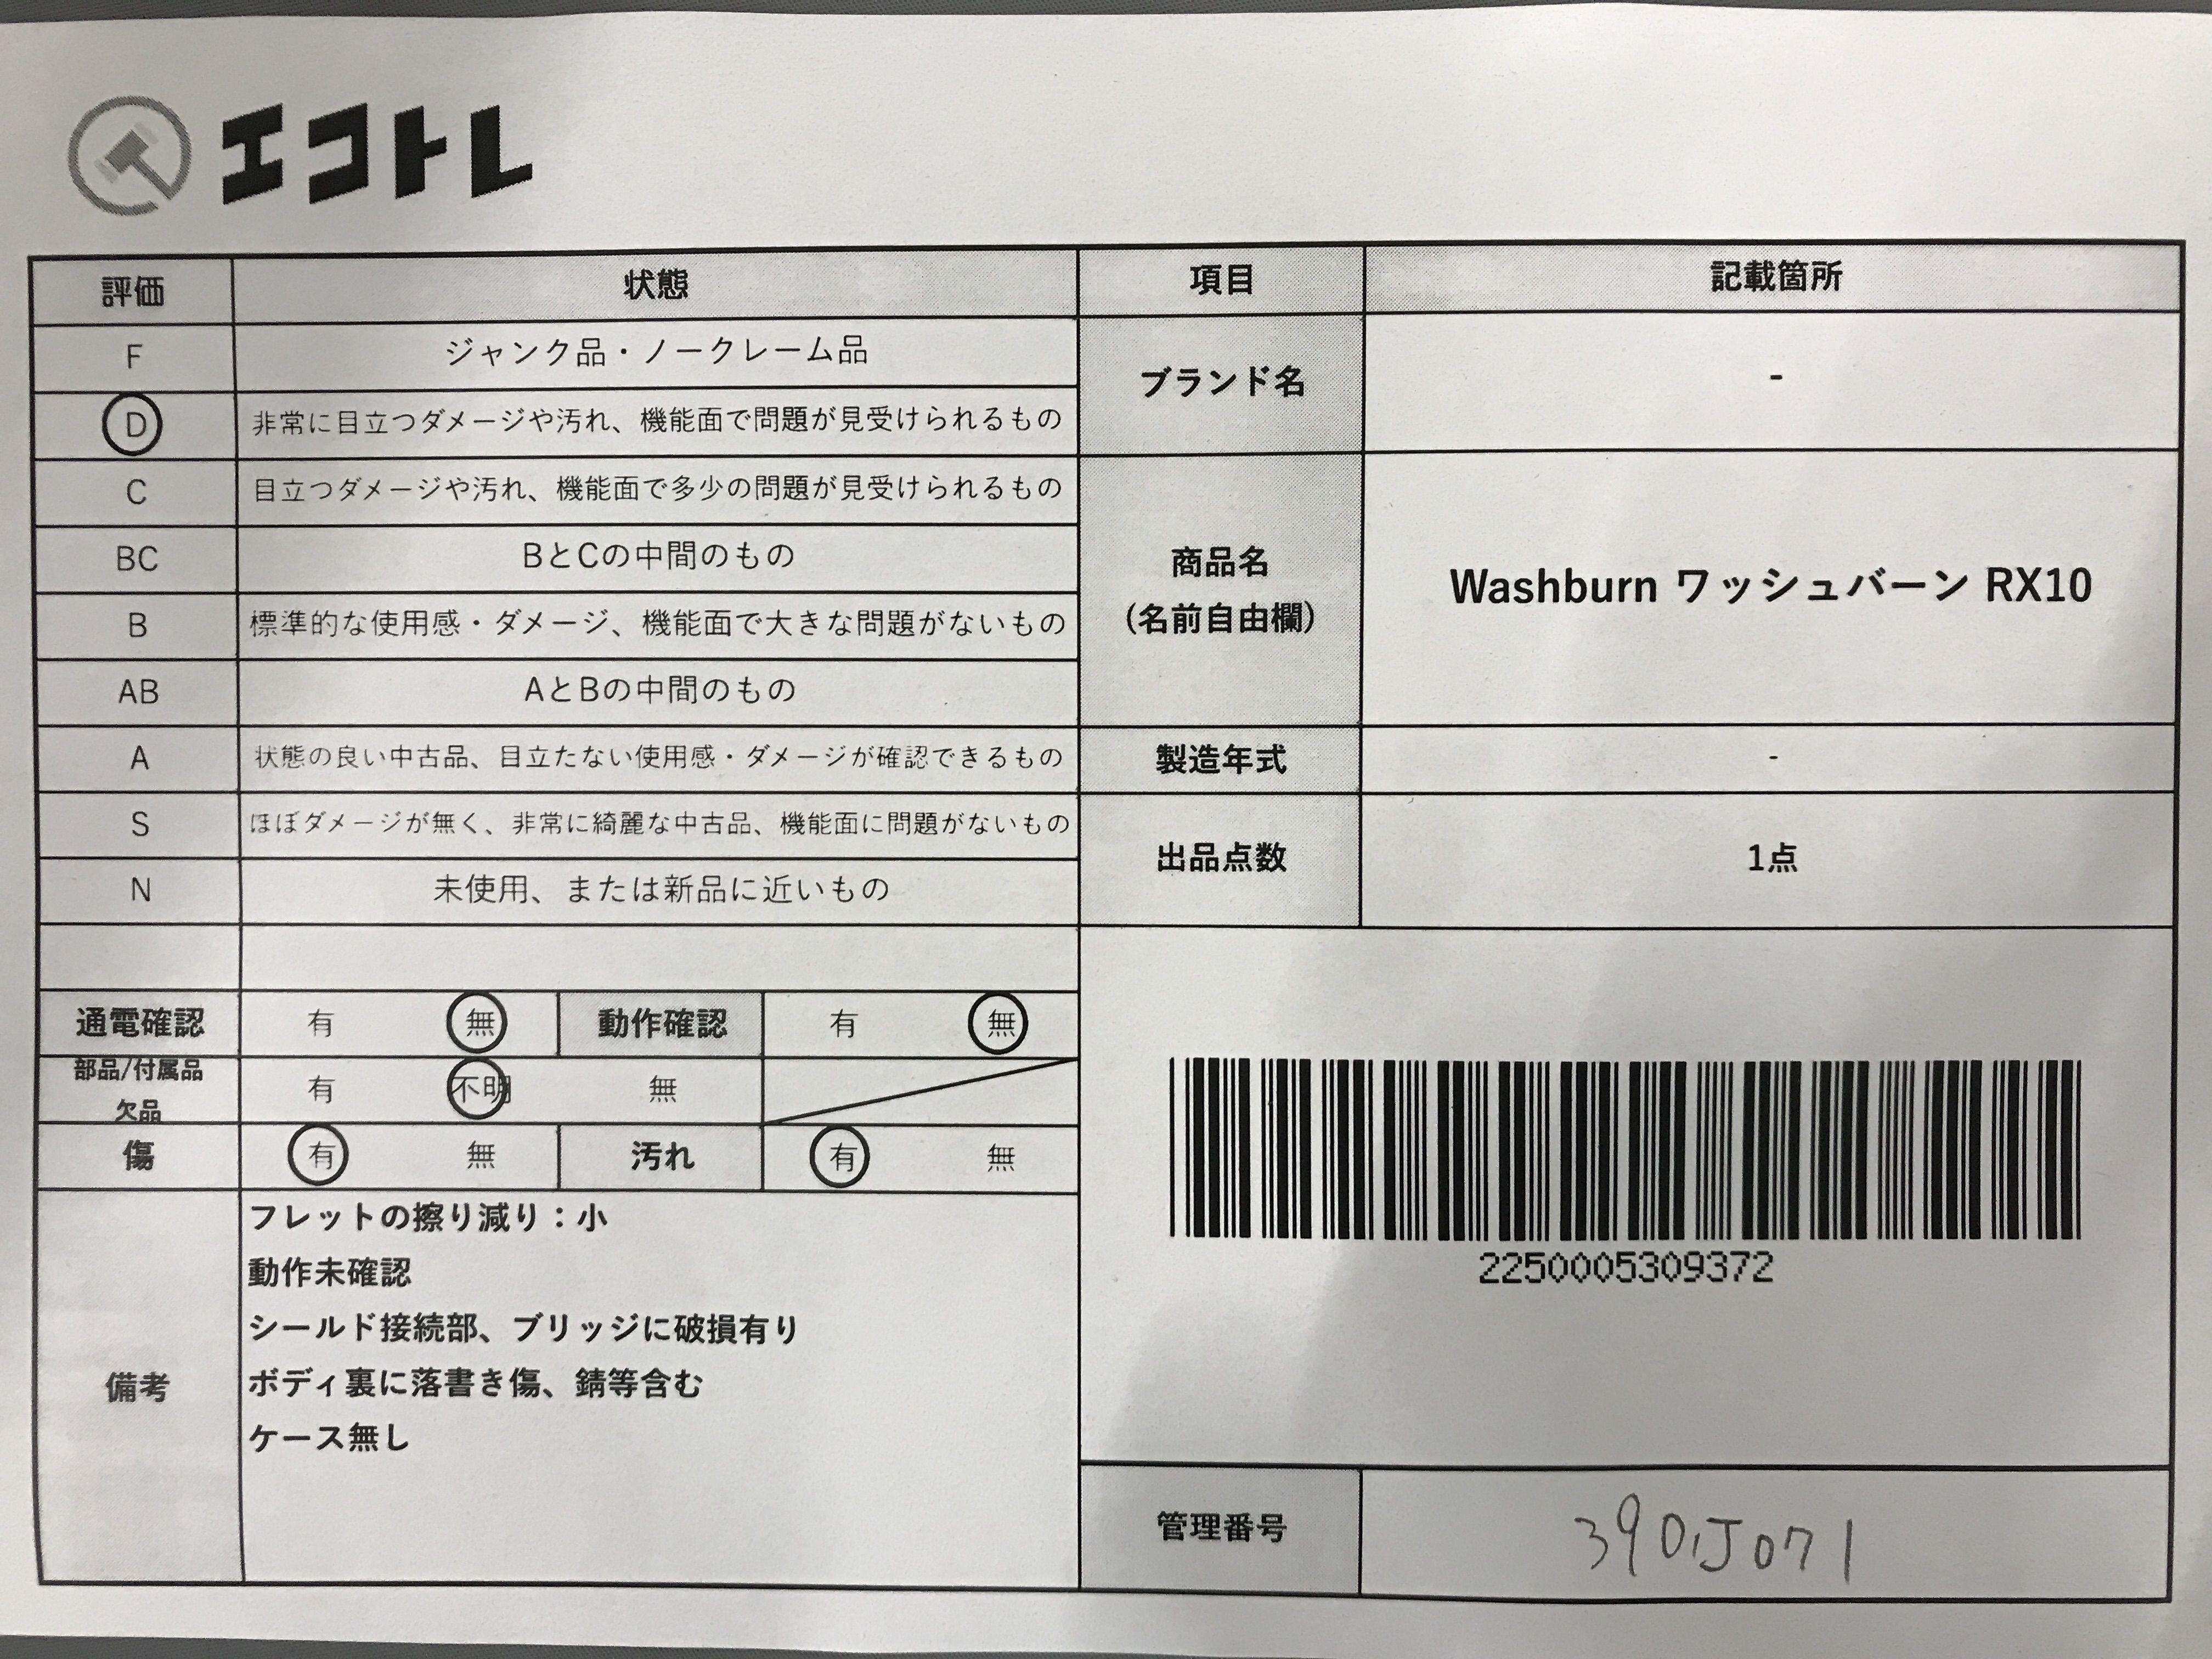 エコトレ
評価 状態 項目 記載箇所
F ジャンク品・ノークレーム品
D 非常に目立つダメージや汚れ、機能面で問題が見受けられるもの
ブランド名 -
C 目立つダメージや汚れ、機能面で多少の問題が見受けられるもの
BC BとCの中間のもの
B 標準的な使用感・ダメージ、機能面で大きな問題がないもの
AB AとBの中間のもの
商品名
(名前自由欄)
Washburn ワッシュバーン RX10
A 状態の良い中古品、目立たない使用感・ダメージが確認できるもの
製造年式 -
S ほぼダメージが無く、非常に綺麗な中古品、機能面に問題がないもの
N 未使用、または新品に近いもの
出品点数 1点
通電確認 有 無 動作確認 有 無
部品/付属品
欠品
有 不明 無
傷 有 無 汚れ 有 無
備考
フレットの擦り減り：小
動作未確認
シールド接続部、ブリッジに破損有り
ボディ裏に落書き傷、錆等含む
ケース無し
2250005309372
管理番号 390,J071